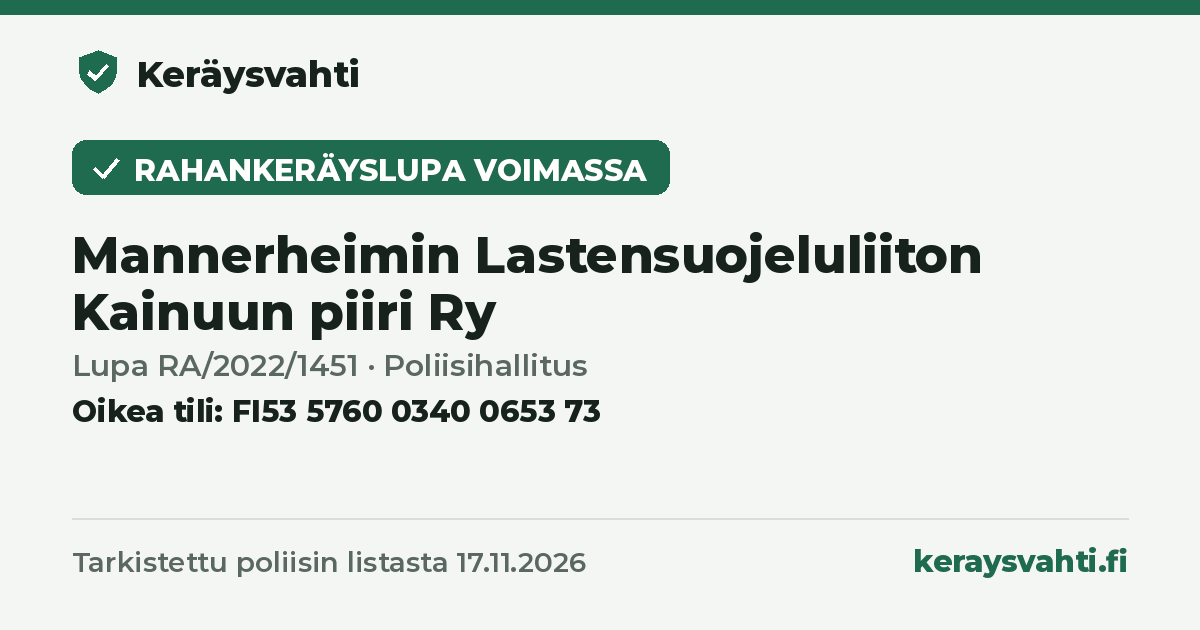 Keräysvahti
RAHANKERÄYSLUPA VOIMASSA
Mannerheimin Lastensuojeluliiton
Kainuun piiri Ry
Lupa RA/2022/1451 · Poliisihallitus
Oikea tili: FI53 5760 0340 0653 73
Tarkistettu poliisin listasta 17.11.2026
keraysvahti.fi